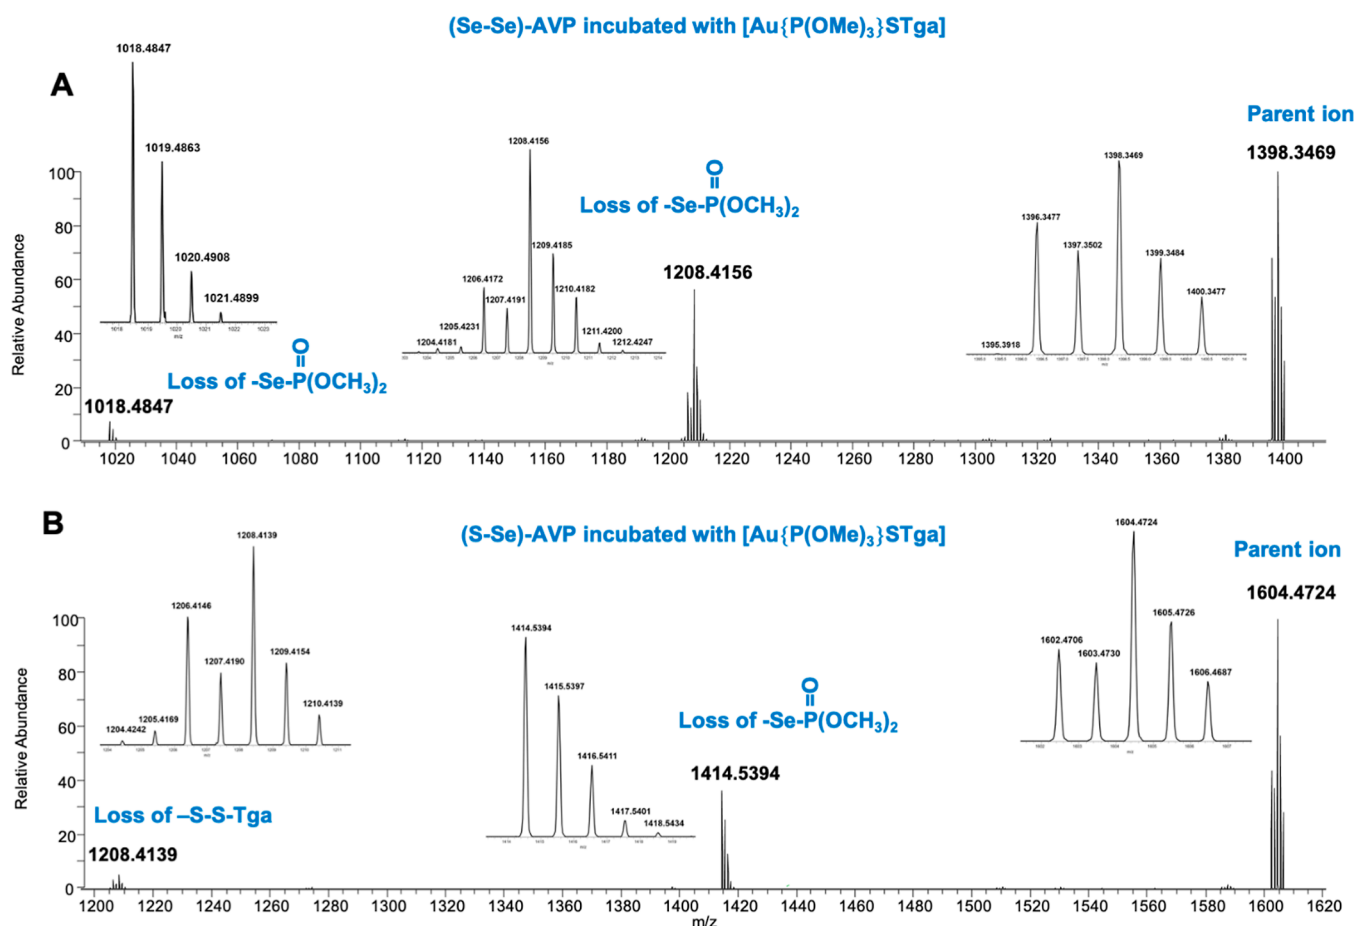 (Se-Se)-AVP incubated with [Au{P(OMe)3}STga]
A
1018.4847
1019.4863
1020.4908
1021.4899
1018 1019 1020 1021 1022 1023
m/z
1208.4156
1209.4185
1206.4172
1210.4182
1207.4191
1205.4231
1204.4181
1211.4200
1212.4247
O
Loss of -Se-P(OCH3)2
1208.4156
Parent ion
1398.3469
1398.3469
1396.3477
1397.3502
1399.3484
1400.3477
1395.3918
O
Loss of -Se-P(OCH3)2
1018.4847
Relative Abundance
100
80
60
40
20
0
1020 1040 1060 1080 1100 1120 1140 1160 1180 1200 1220 1240 1260 1280 1300 1320 1340 1360 1380 1400
B
(S-Se)-AVP incubated with [Au{P(OMe)3}STga]
1208.4139
1206.4146
1207.4190
1209.4154
1205.4169
1204.4242
1210.4139
Loss of –S-S-Tga
1208.4139
1414.5394
1415.5397
1416.5411
1417.5401
1418.5434
O
Loss of -Se-P(OCH3)2
1414.5394
1604.4724
1605.4726
1602.4706
1603.4730
1606.4687
Parent ion
1604.4724
Relative Abundance
100
80
60
40
20
0
1200 1220 1240 1260 1280 1300 1320 1340 1360 1380 1400 1420 1440 1460 1480 1500 1520 1540 1560 1580 1600 1620
m/z